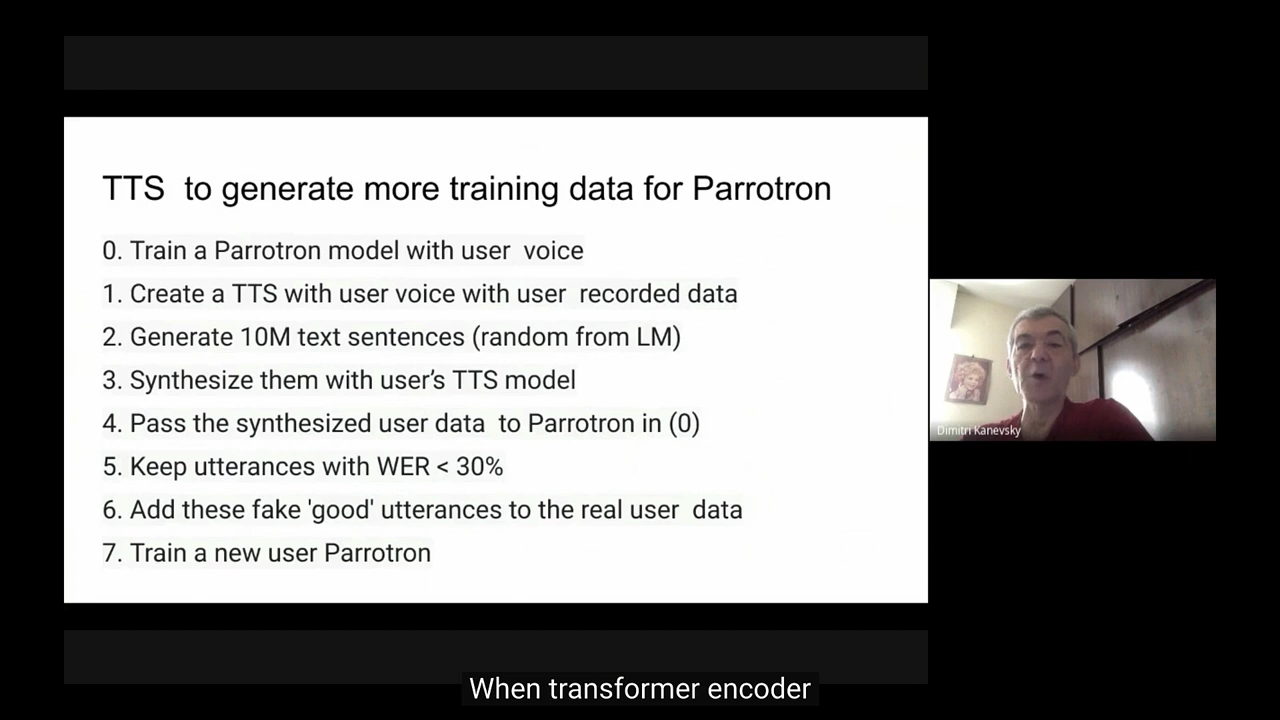 TTS to generate more training data for Parrotron
0. Train a Parrotron model with user voice
1. Create a TTS with user voice with user recorded data
2. Generate 10M text sentences (random from LM)
3. Synthesize them with user’s TTS model
4. Pass the synthesized user data to Parrotron in (0)
5. Keep utterances with WER < 30%
6. Add these fake 'good' utterances to the real user data
7. Train a new user Parrotron
Dimitri Kanevsky
When transformer encoder